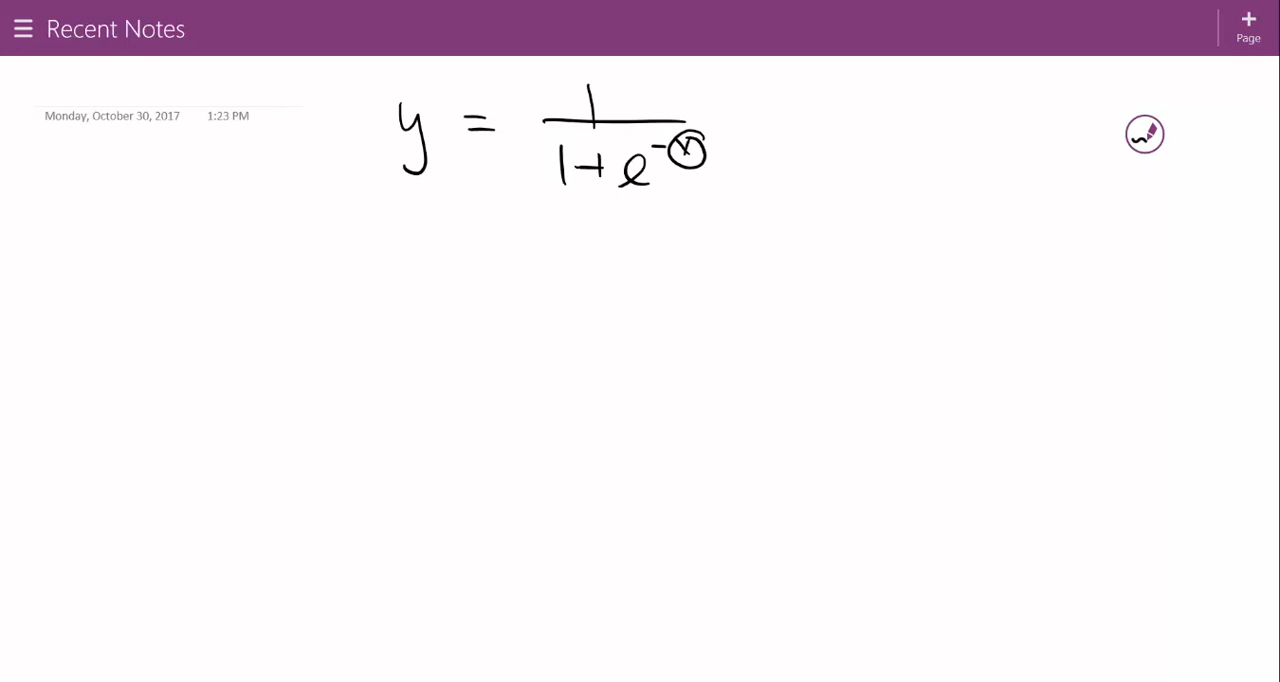 Recent Notes
+
Page
Monday, October 30, 2017 1:23 PM
y = 1 / (1 + e^-x)